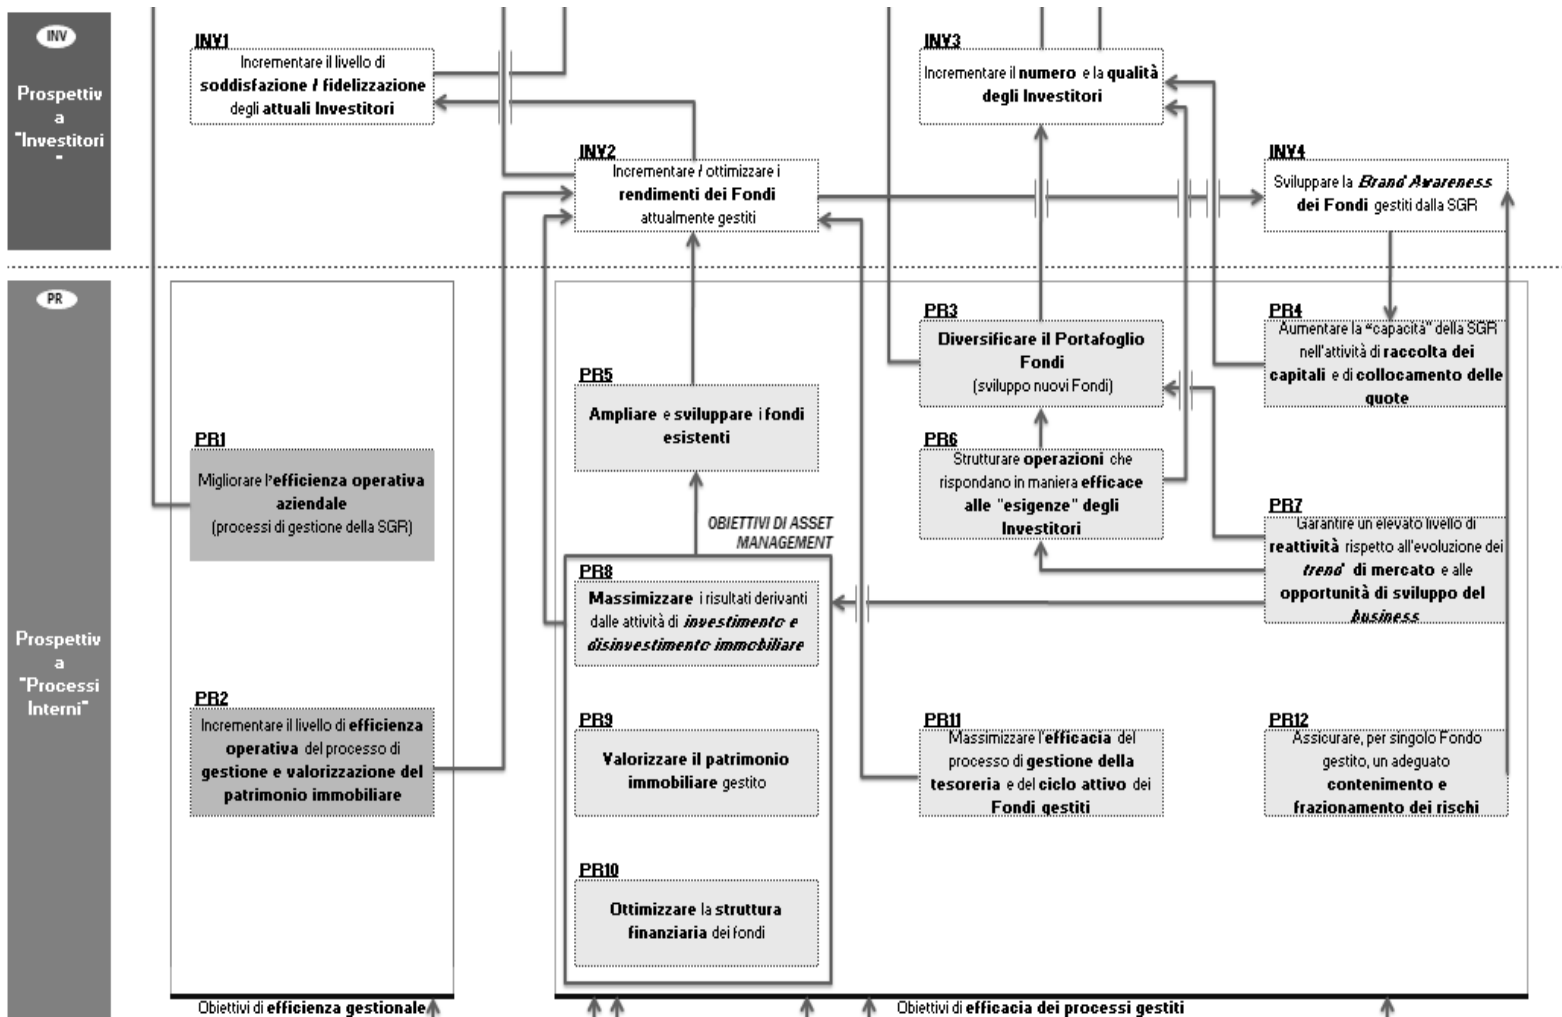 INV
Prospettiv
a
"Investitori
"
INV1
Incrementare il livello di
soddisfazione / fidelizzazione
degli attuali Investitori
INV2
Incrementare / ottimizzare i
rendimenti dei Fondi
attualmente gestiti
INV3
Incrementare il numero e la qualità
degli Investitori
INV4
Sviluppare la Brand Awareness
dei Fondi gestiti dalla SGR
PR
Prospettiv
a
"Processi
Interni"
PR1
Migliorare l'efficienza operativa
aziendale
(processi di gestione della SGR)
PR2
Incrementare il livello di efficienza
operativa del processo di
gestione e valorizzazione del
patrimonio immobiliare
Obiettivi di efficienza gestionale
PR3
Diversificare il Portafoglio
Fondi
(sviluppo nuovi Fondi)
PR4
Aumentare la “capacità” della SGR
nell'attività di raccolta dei
capitali e di collocamento delle
quote
PR5
Ampliare e sviluppare i fondi
esistenti
PR6
Strutturare operazioni che
rispondano in maniera efficace
alle "esigenze" degli
Investitori
PR7
Garantire un elevato livello di
reattività rispetto all'evoluzione dei
trend di mercato e alle
opportunità di sviluppo del
business
OBIETTIVI DI ASSET
MANAGEMENT
PR8
Massimizzare i risultati derivanti
dalle attività di investimento e
disinvestimento immobiliare
PR9
Valorizzare il patrimonio
immobiliare gestito
PR10
Ottimizzare la struttura
finanziaria dei fondi
PR11
Massimizzare l'efficacia del
processo di gestione della
tesoreria e del ciclo attivo dei
Fondi gestiti
PR12
Assicurare, per singolo Fondo
gestito, un adeguato
contenimento e
frazionamento dei rischi
Obiettivi di efficacia dei processi gestiti